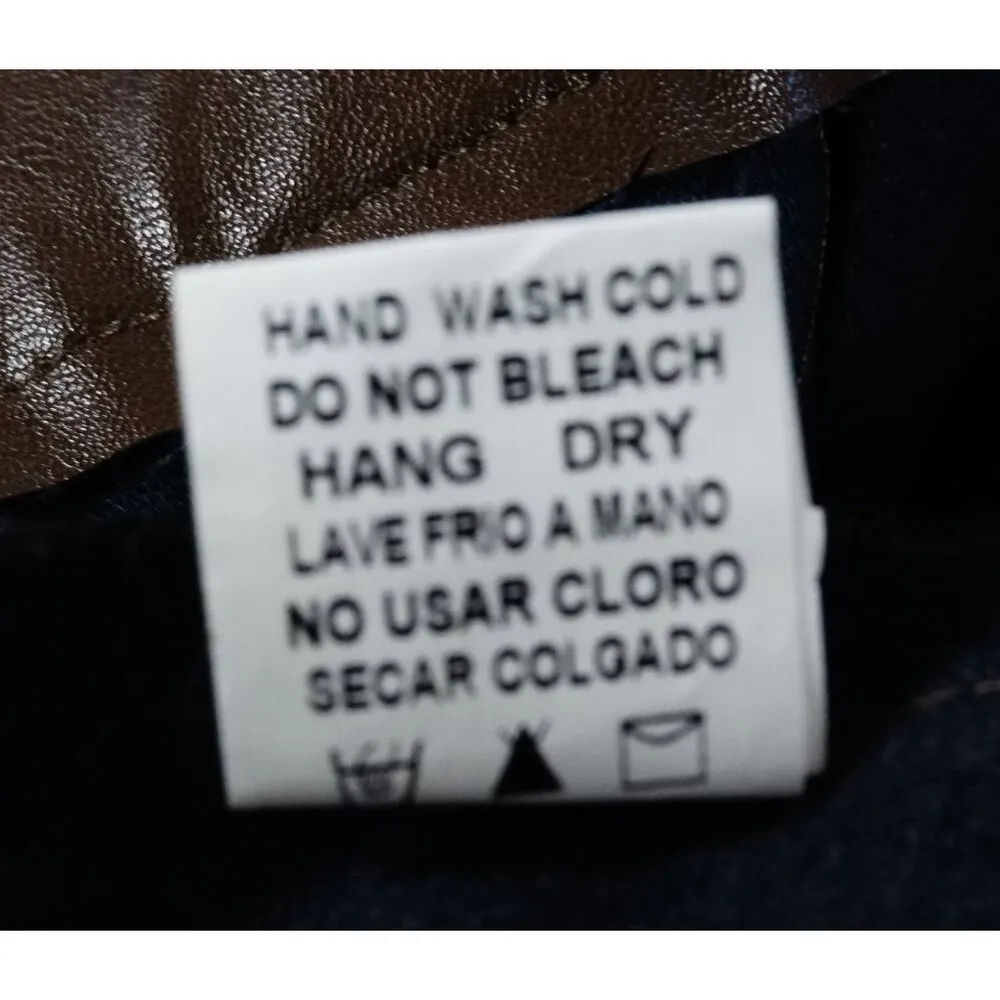 HAND WASH COLD
DO NOT BLEACH
HANG DRY
LAVE FRIO A MANO
NO USAR CLORO
SECAR COLGADO